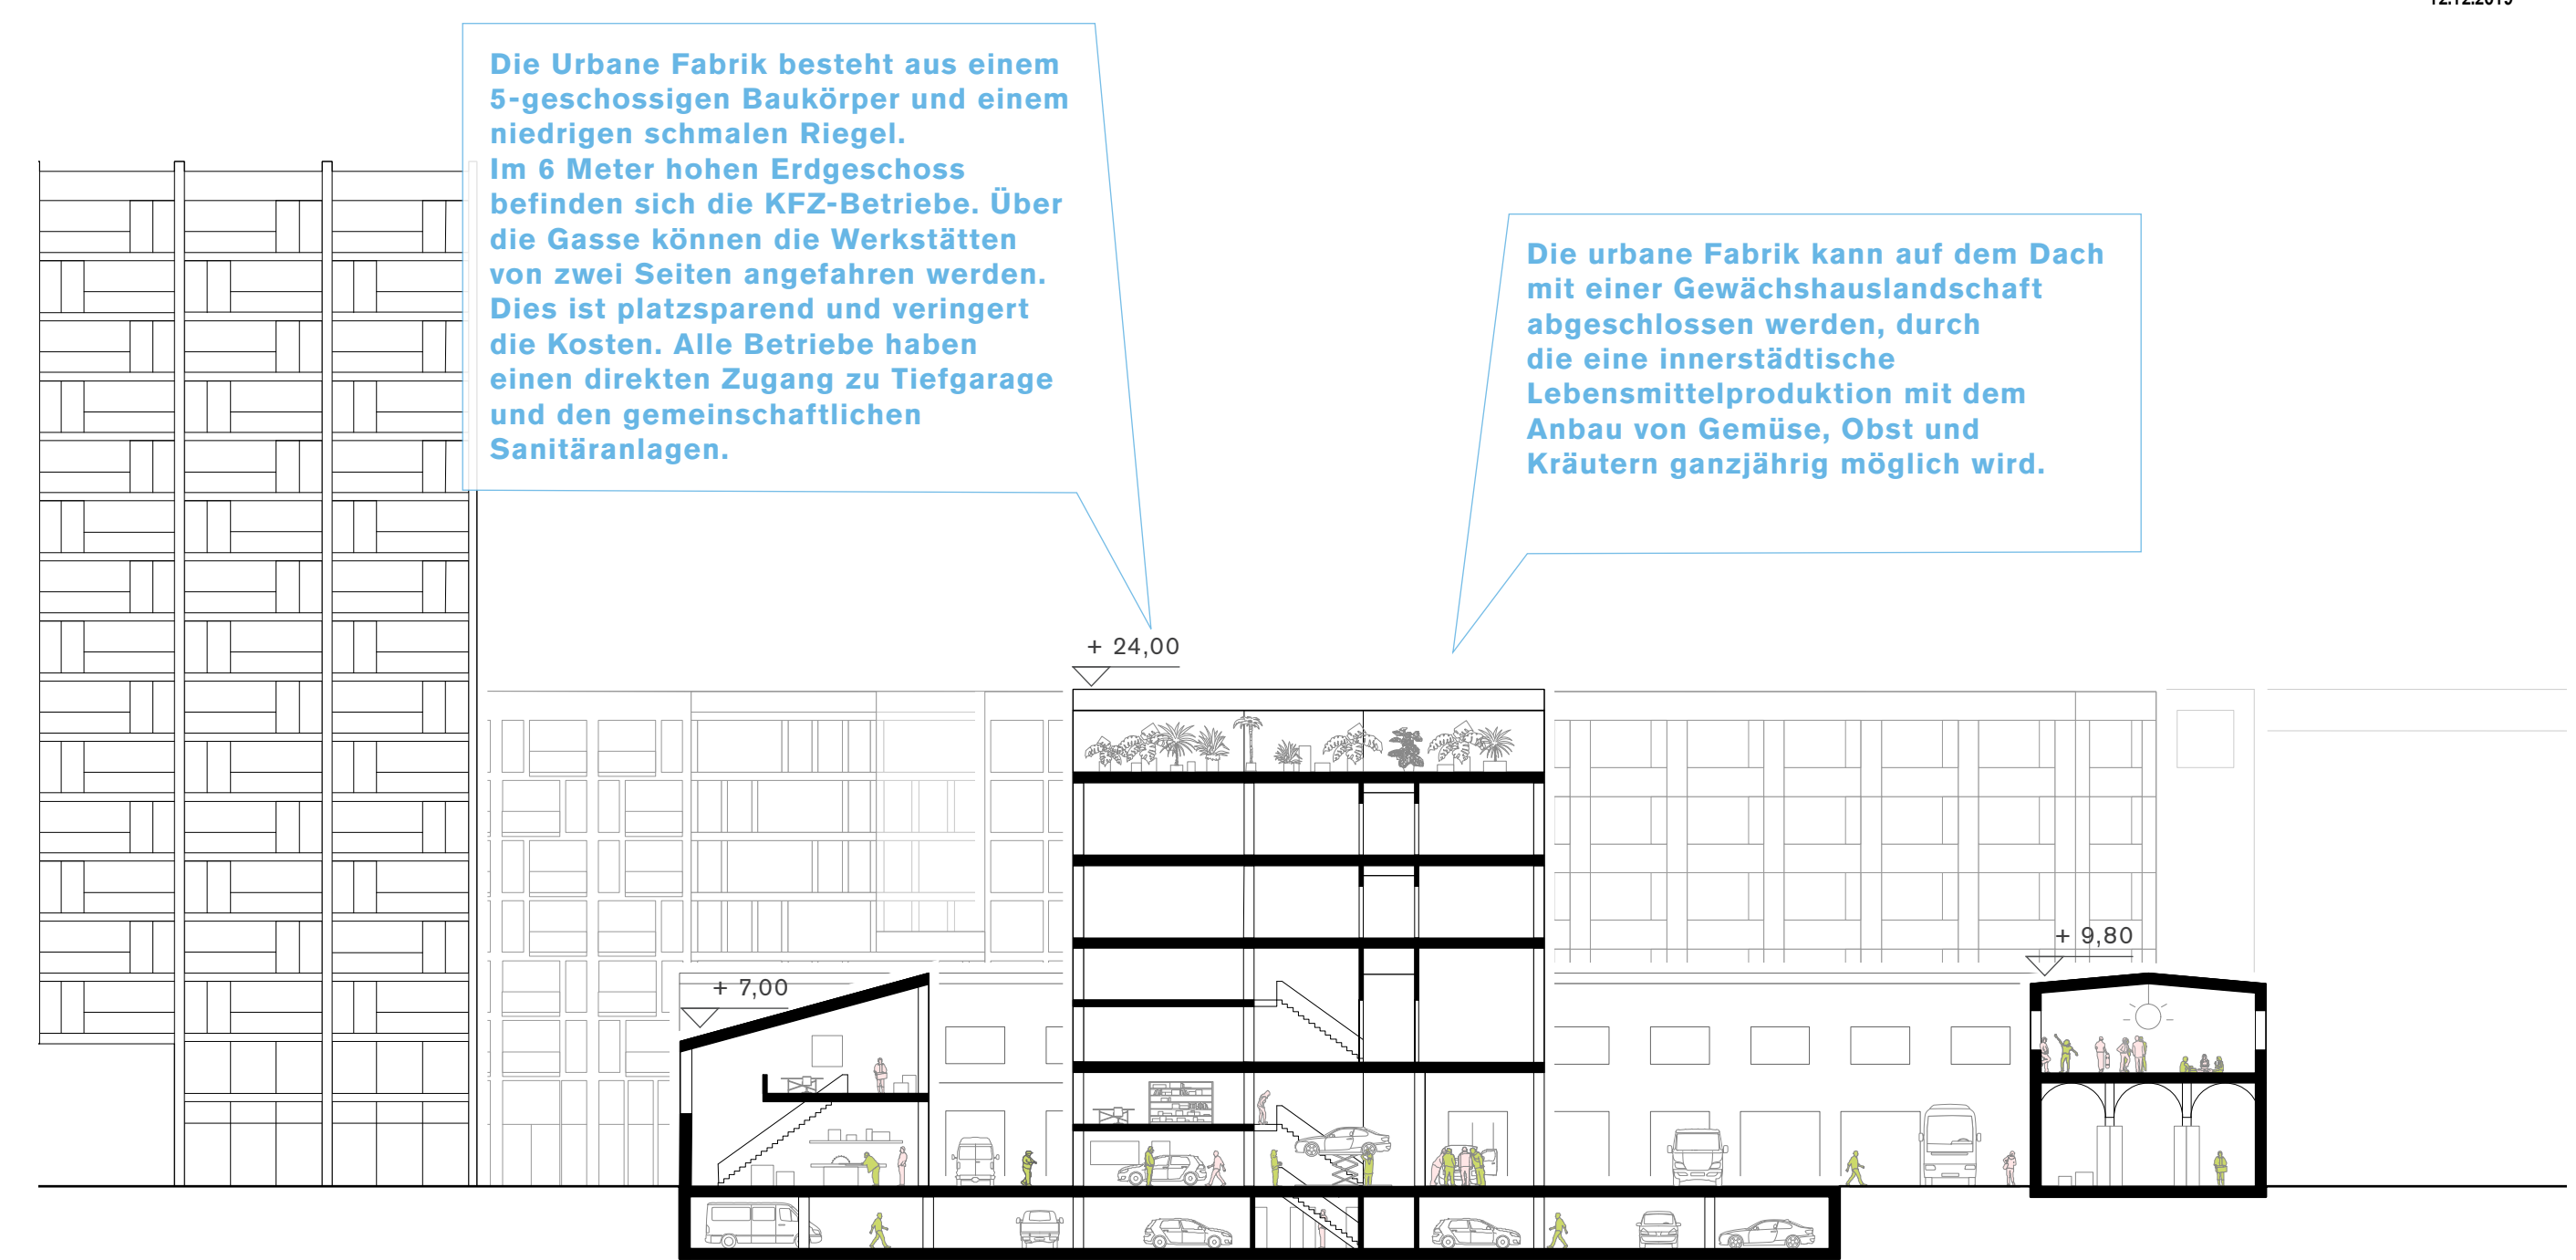 12.12.2019
Die Urbane Fabrik besteht aus einem
5-geschossigen Baukörper und einem
niedrigen schmalen Riegel.
Im 6 Meter hohen Erdgeschoss
befinden sich die KFZ-Betriebe. Über
die Gasse können die Werkstätten
von zwei Seiten angefahren werden.
Dies ist platzsparend und veringert
die Kosten. Alle Betriebe haben
einen direkten Zugang zu Tiefgarage
und den gemeinschaftlichen
Sanitäranlagen.
Die urbane Fabrik kann auf dem Dach
mit einer Gewächshauslandschaft
abgeschlossen werden, durch
die eine innerstädtische
Lebensmittelproduktion mit dem
Anbau von Gemüse, Obst und
Kräutern ganzjährig möglich wird.
+ 24,00
+ 9,80
+ 7,00